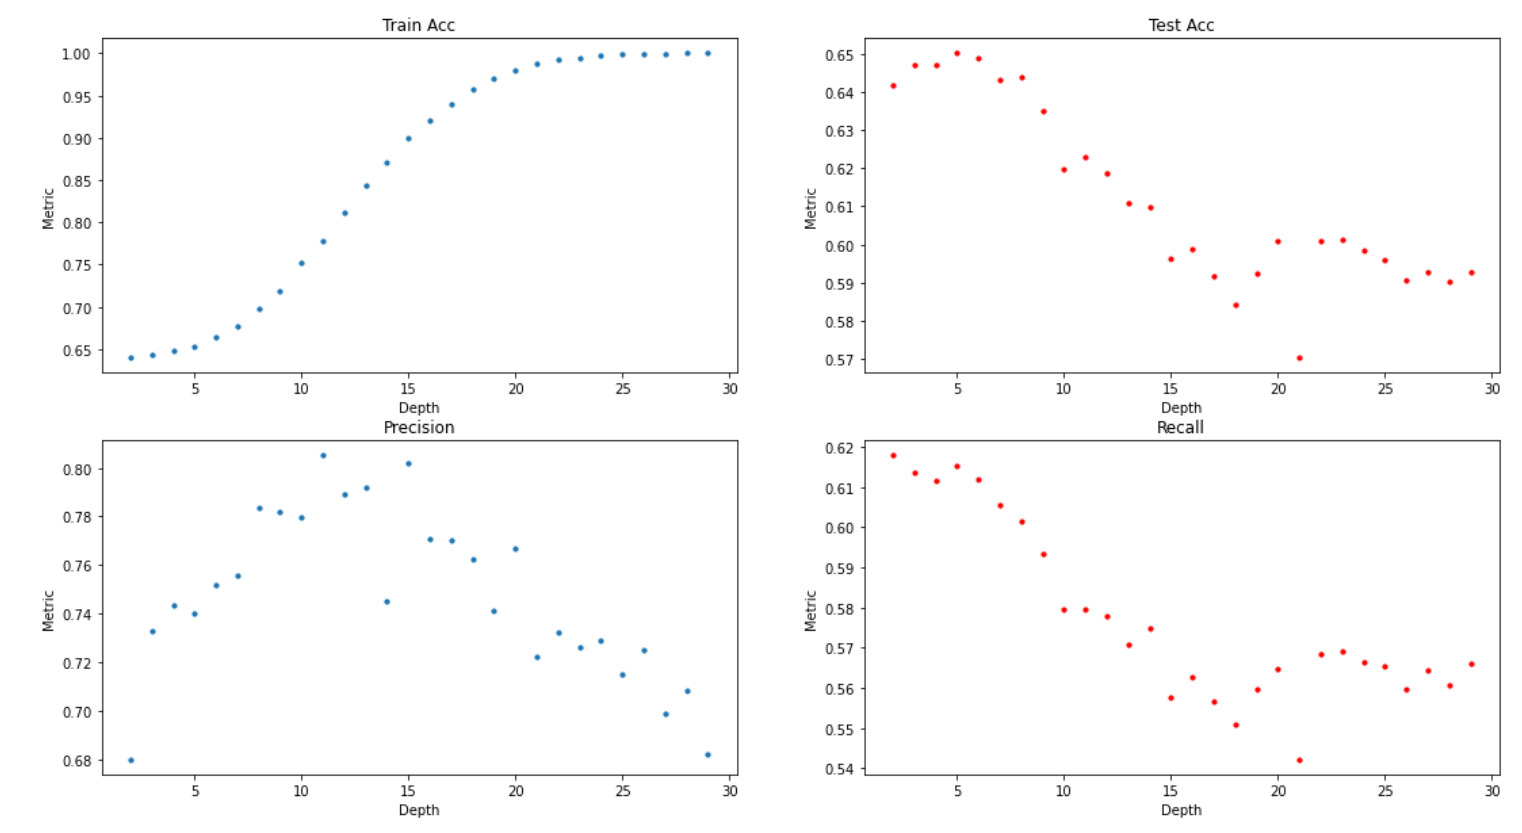 Train Acc
Metric
1.00
0.95
0.90
0.85
0.80
0.75
0.70
0.65
5 10 15 20 25 30
Depth
Test Acc
Metric
0.65
0.64
0.63
0.62
0.61
0.60
0.59
0.58
0.57
5 10 15 20 25 30
Depth
Precision
Metric
0.80
0.78
0.76
0.74
0.72
0.70
0.68
5 10 15 20 25 30
Depth
Recall
Metric
0.62
0.61
0.60
0.59
0.58
0.57
0.56
0.55
0.54
5 10 15 20 25 30
Depth